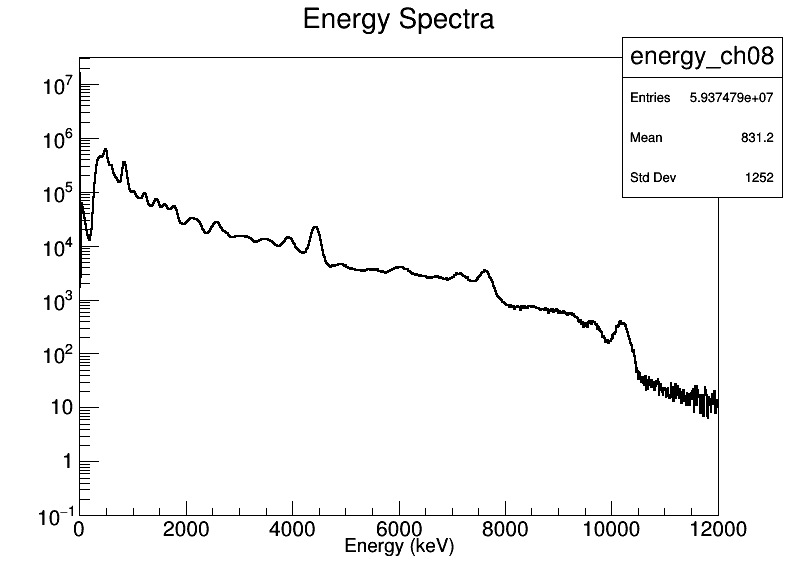 Energy Spectra
energy_ch08
Entries 5.937479e+07
Mean 831.2
Std Dev 1252
10^7
10^6
10^5
10^4
10^3
10^2
10
1
10^-1
0 2000 4000 6000 8000 10000 12000
Energy (keV)